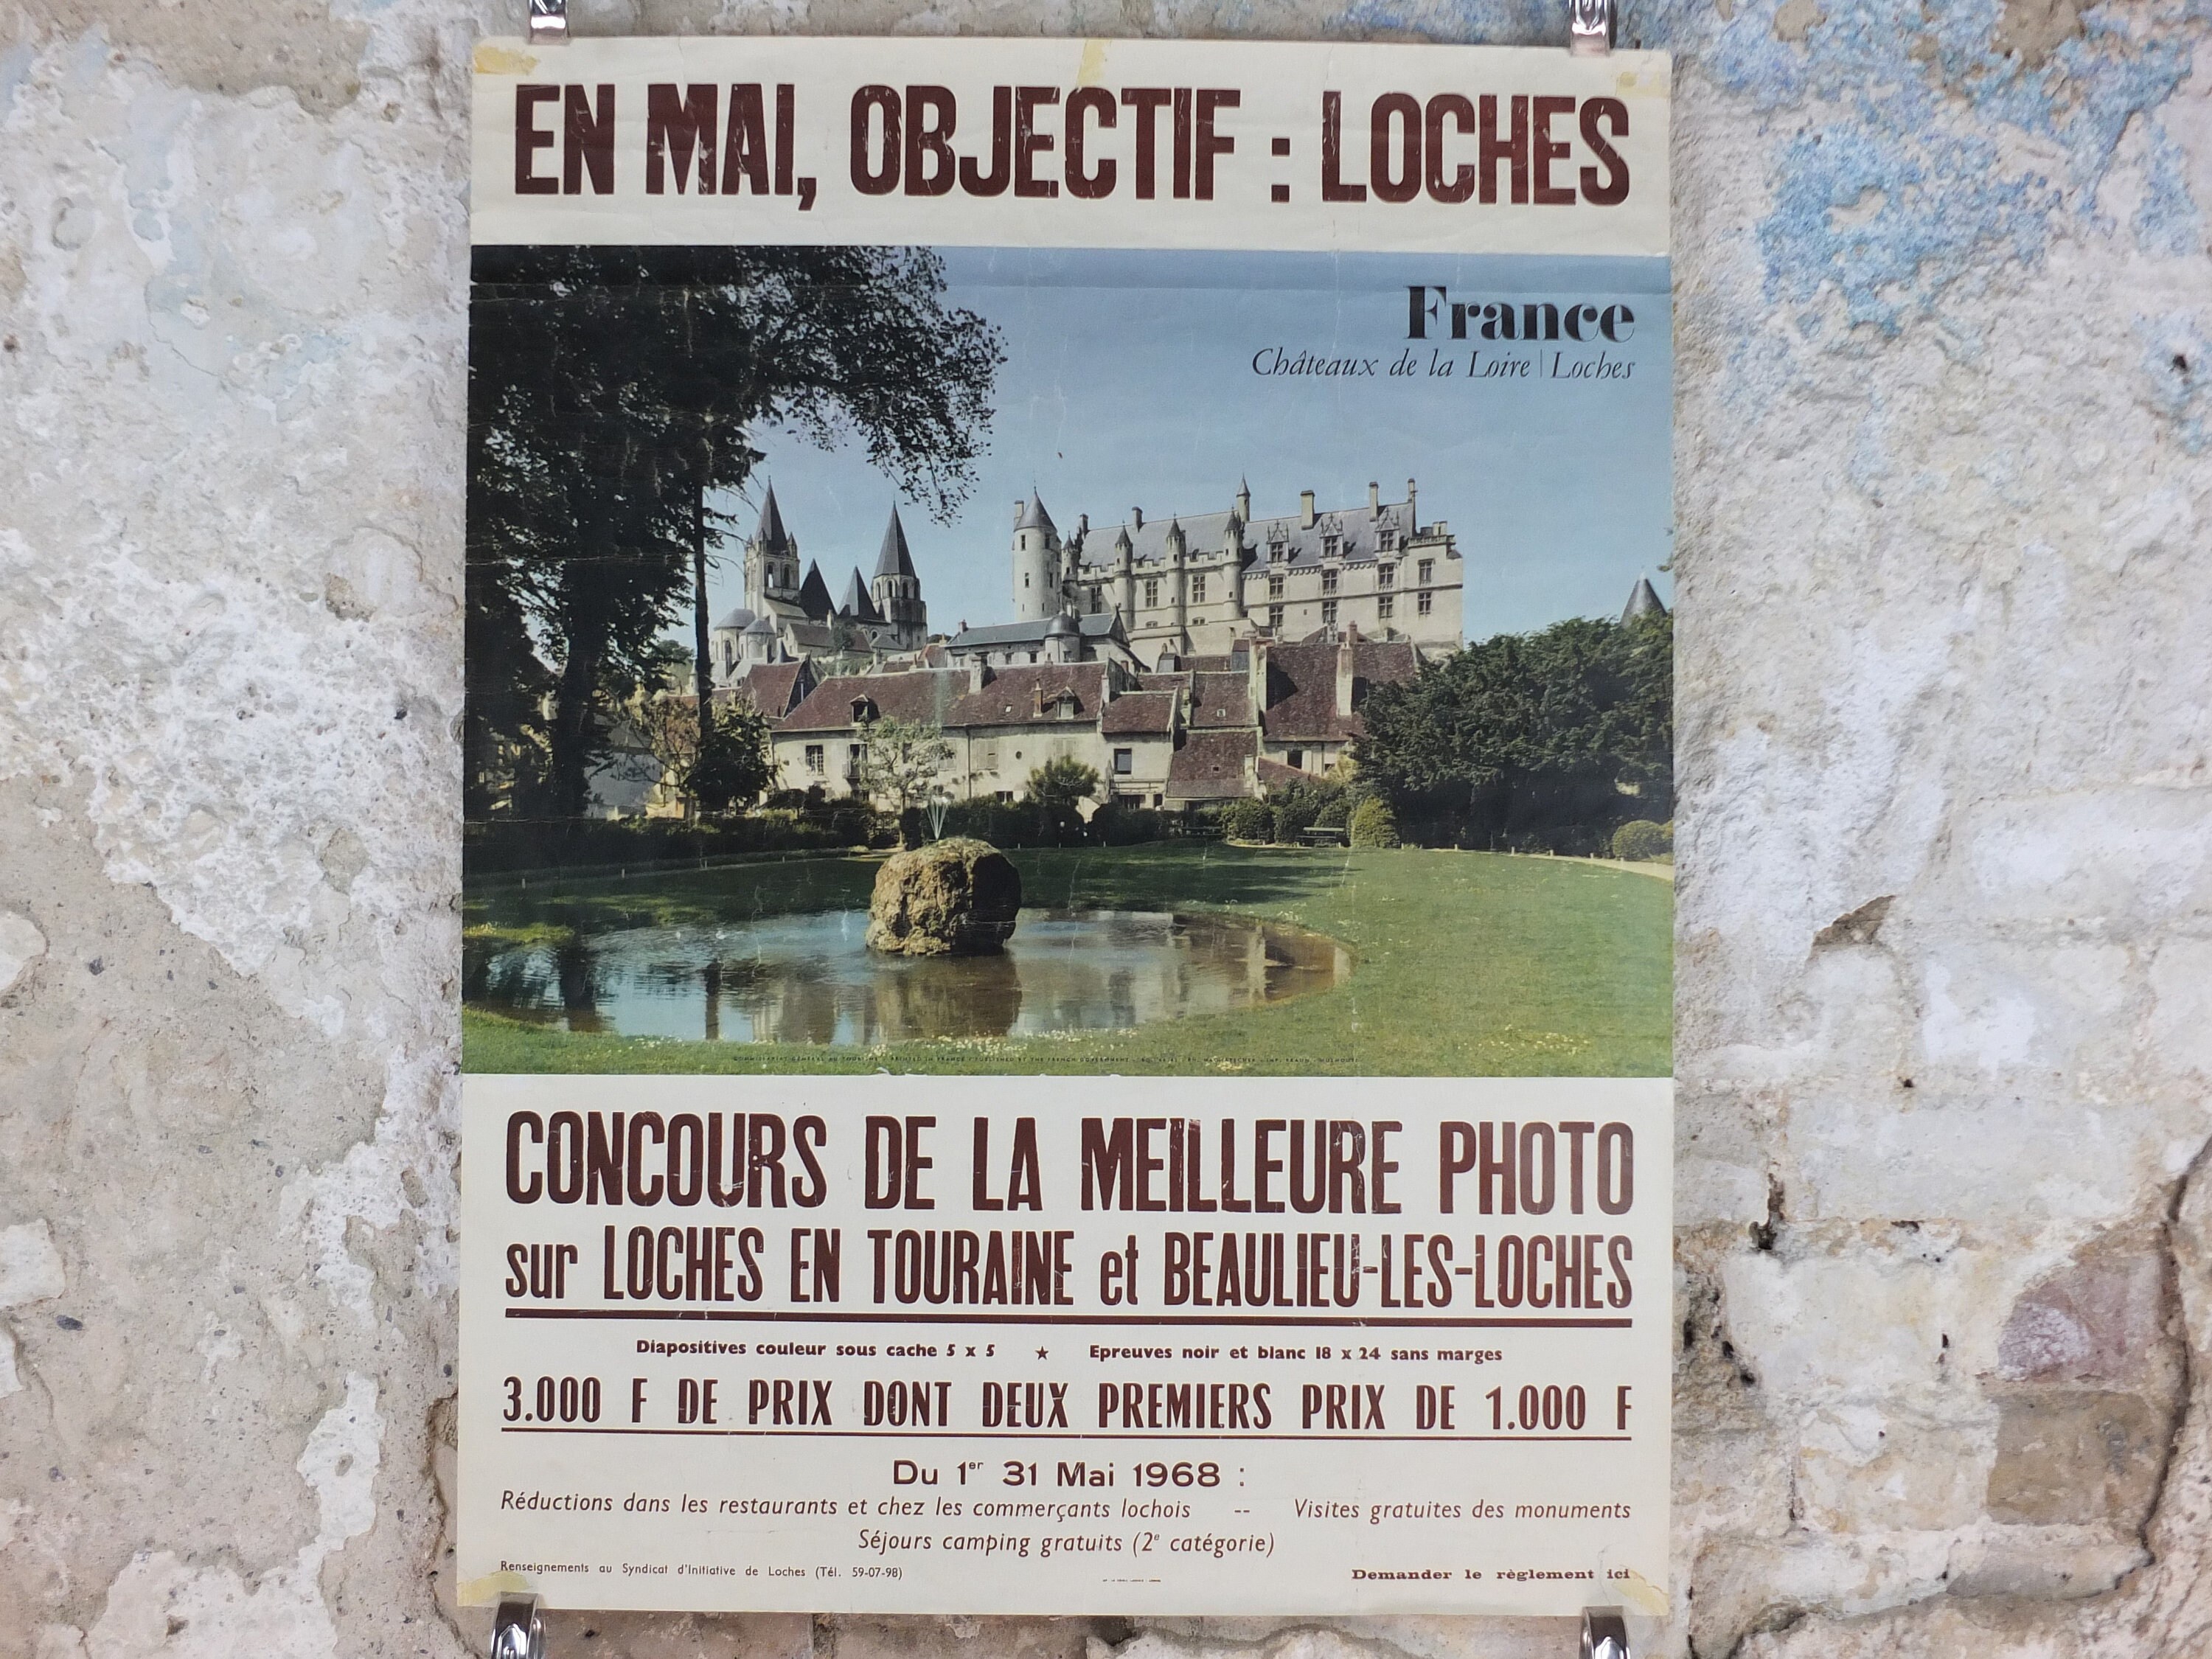 EN MAI, OBJECTIF : LOCHES
France
Châteaux de la Loire | Loches
CONCOURS DE LA MEILLEURE PHOTO
sur LOCHES EN TOURAINE et BEAULIEU-LES-LOCHES
Diapositives couleur sous cache 5 x 5 ★ Epreuves noir et blanc 18 x 24 sans marges
3.000 F DE PRIX DONT DEUX PREMIERS PRIX DE 1.000 F
Du 1er 31 Mai 1968 :
Réductions dans les restaurants et chez les commerçants lochois -- Visites gratuites des monuments
Séjours camping gratuits (2e catégorie)
Renseignements au Syndicat d'Initiative de Loches (Tél. 59-07-98)
Demander le règlement ici